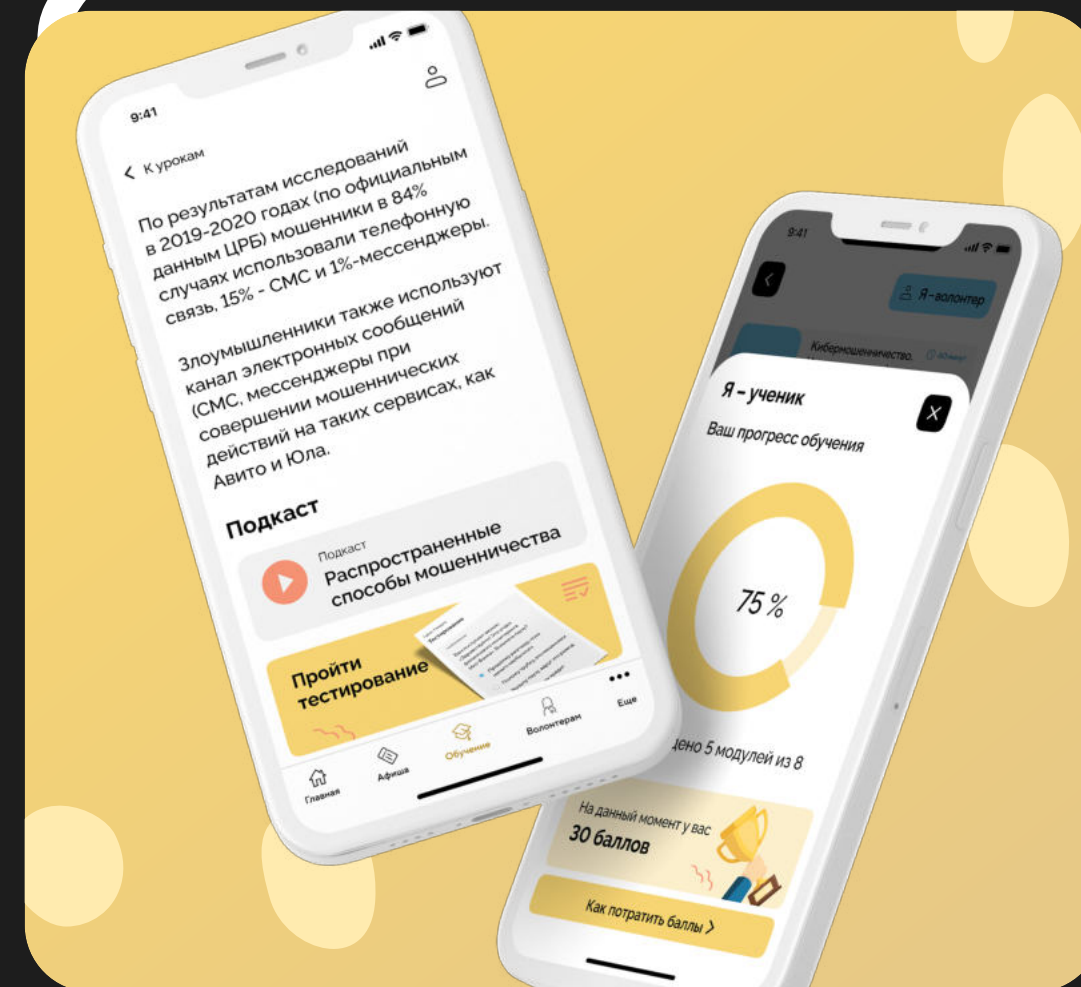 9:41
К урокам
По результатам исследований
в 2019-2020 годах (по официальным
данным ЦРБ) мошенники в 84%
случаях использовали телефонную
связь, 15% - СМС и 1%-мессенджеры.
Злоумышленники также используют
канал электронных сообщений
(СМС, мессенджеры при
совершении мошеннических
действий на таких сервисах, как
Авито и Юла.
Подкаст
Подкаст
Распространенные
способы мошенничества
Пройти
тестирование
Тестирование
Главная
Афиша
Обучение
Волонтерам
Еще
9:41
Я-волонтер
Кибермошенничество.
Я – ученик
Ваш прогресс обучения
75 %
5 модулей из 8
На данный момент у вас
30 баллов
Как потратить баллы